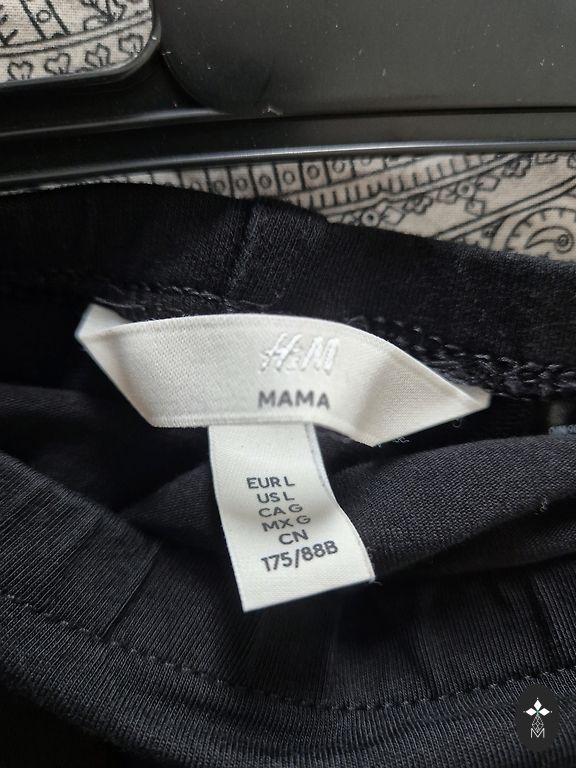 H&M
MAMA
EUR L
US L
CA G
MX G
CN
175/88B
M